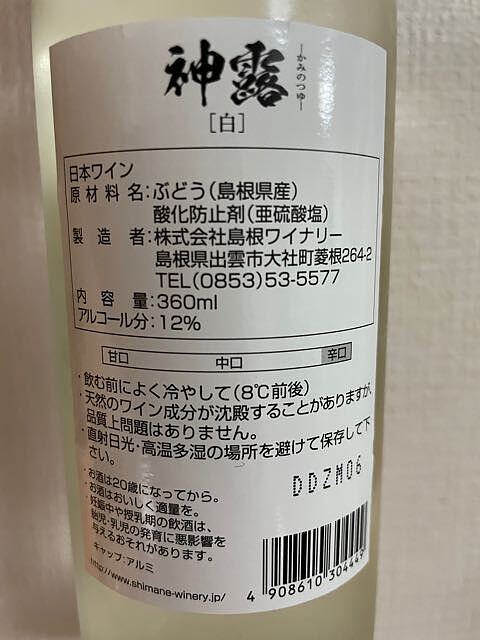 神露
―かみのつゆ―
[白]
日本ワイン
原材料名:ぶどう(島根県産)
酸化防止剤(亜硫酸塩)
製造者:株式会社島根ワイナリー
島根県出雲市大社町菱根264-2
TEL(0853)53-5577
内容量:360ml
アルコール分:12%
甘口 中口 辛口
・飲む前によく冷やして(8℃前後)
・天然のワイン成分が沈殿することがありますが、
品質上問題はありません。
・直射日光・高温多湿の場所を避けて保存して下
さい。
DDZM06
・お酒は20歳になってから。
・お酒はおいしく適量を。
・妊娠中や授乳期の飲酒は、
胎児・乳児の発育に悪影響を
与えるおそれがあります。
キャップ:アルミ
http://www.shimane-winery.jp/
4 908610 304449